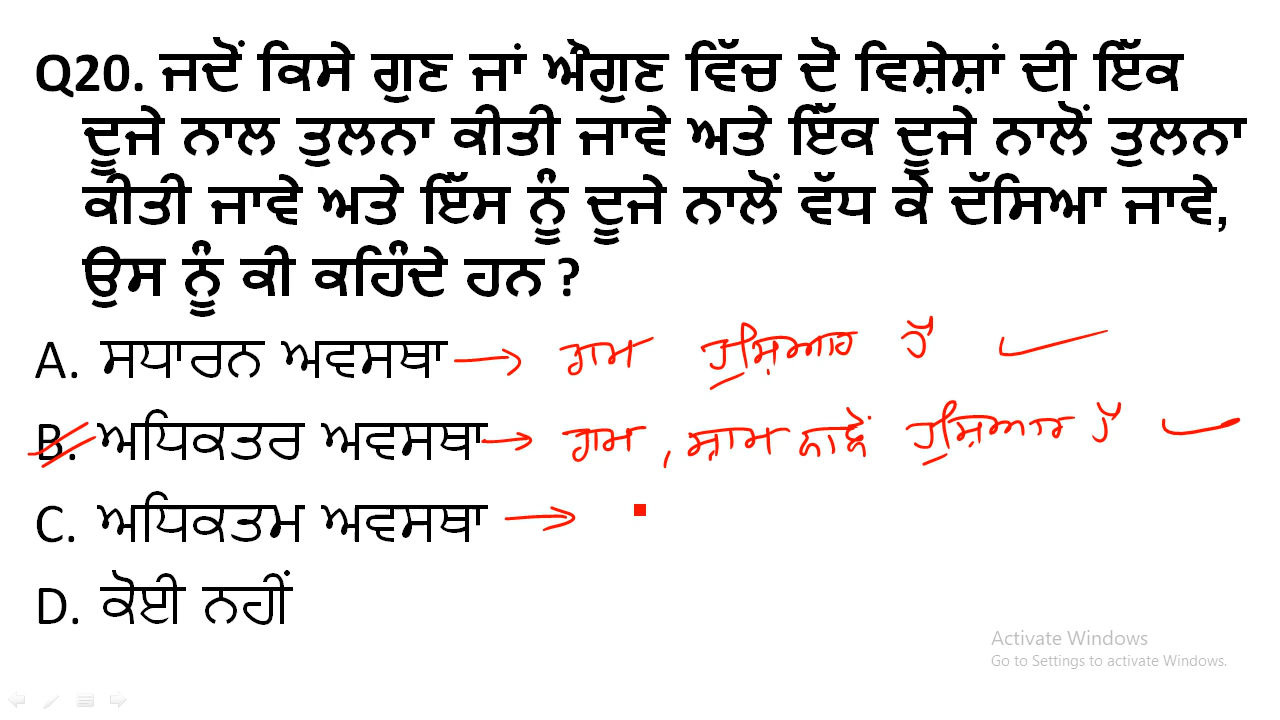 Q20. ਜਦੋਂ ਕਿਸੇ ਗੁਣ ਜਾਂ ਔਗੁਣ ਵਿੱਚ ਦੋ ਵਿਸ਼ੇਸ਼ਾਂ ਦੀ ਇੱਕ
ਦੂਜੇ ਨਾਲ ਤੁਲਨਾ ਕੀਤੀ ਜਾਵੇ ਅਤੇ ਇੱਕ ਦੂਜੇ ਨਾਲੋਂ ਤੁਲਨਾ
ਕੀਤੀ ਜਾਵੇ ਅਤੇ ਇੱਸ ਨੂੰ ਦੂਜੇ ਨਾਲੋਂ ਵੱਧ ਕੇ ਦੱਸਿਆ ਜਾਵੇ,
ਉਸ ਨੂੰ ਕੀ ਕਹਿੰਦੇ ਹਨ ?
A. ਸਧਾਰਨ ਅਵਸਥਾ → ਰਾਮ ਹੁਸ਼ਿਆਰ ਹੈ
B. ਅਧਿਕਤਰ ਅਵਸਥਾ → ਰਾਮ, ਸ਼ਾਮ ਨਾਲੋਂ ਹੁਸ਼ਿਆਰ ਹੈ
C. ਅਧਿਕਤਮ ਅਵਸਥਾ →
D. ਕੋਈ ਨਹੀਂ
Activate Windows
Go to Settings to activate Windows.